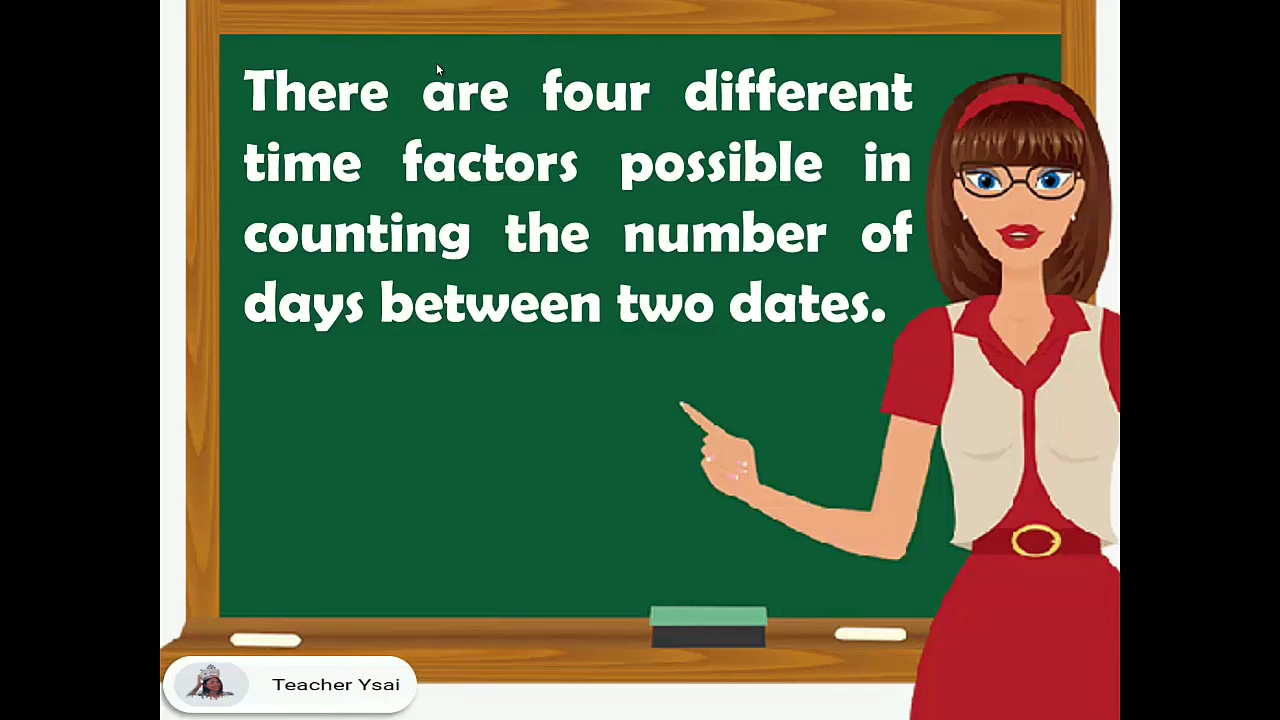 There are four different
time factors possible in
counting the number of
days between two dates.
Teacher Ysai